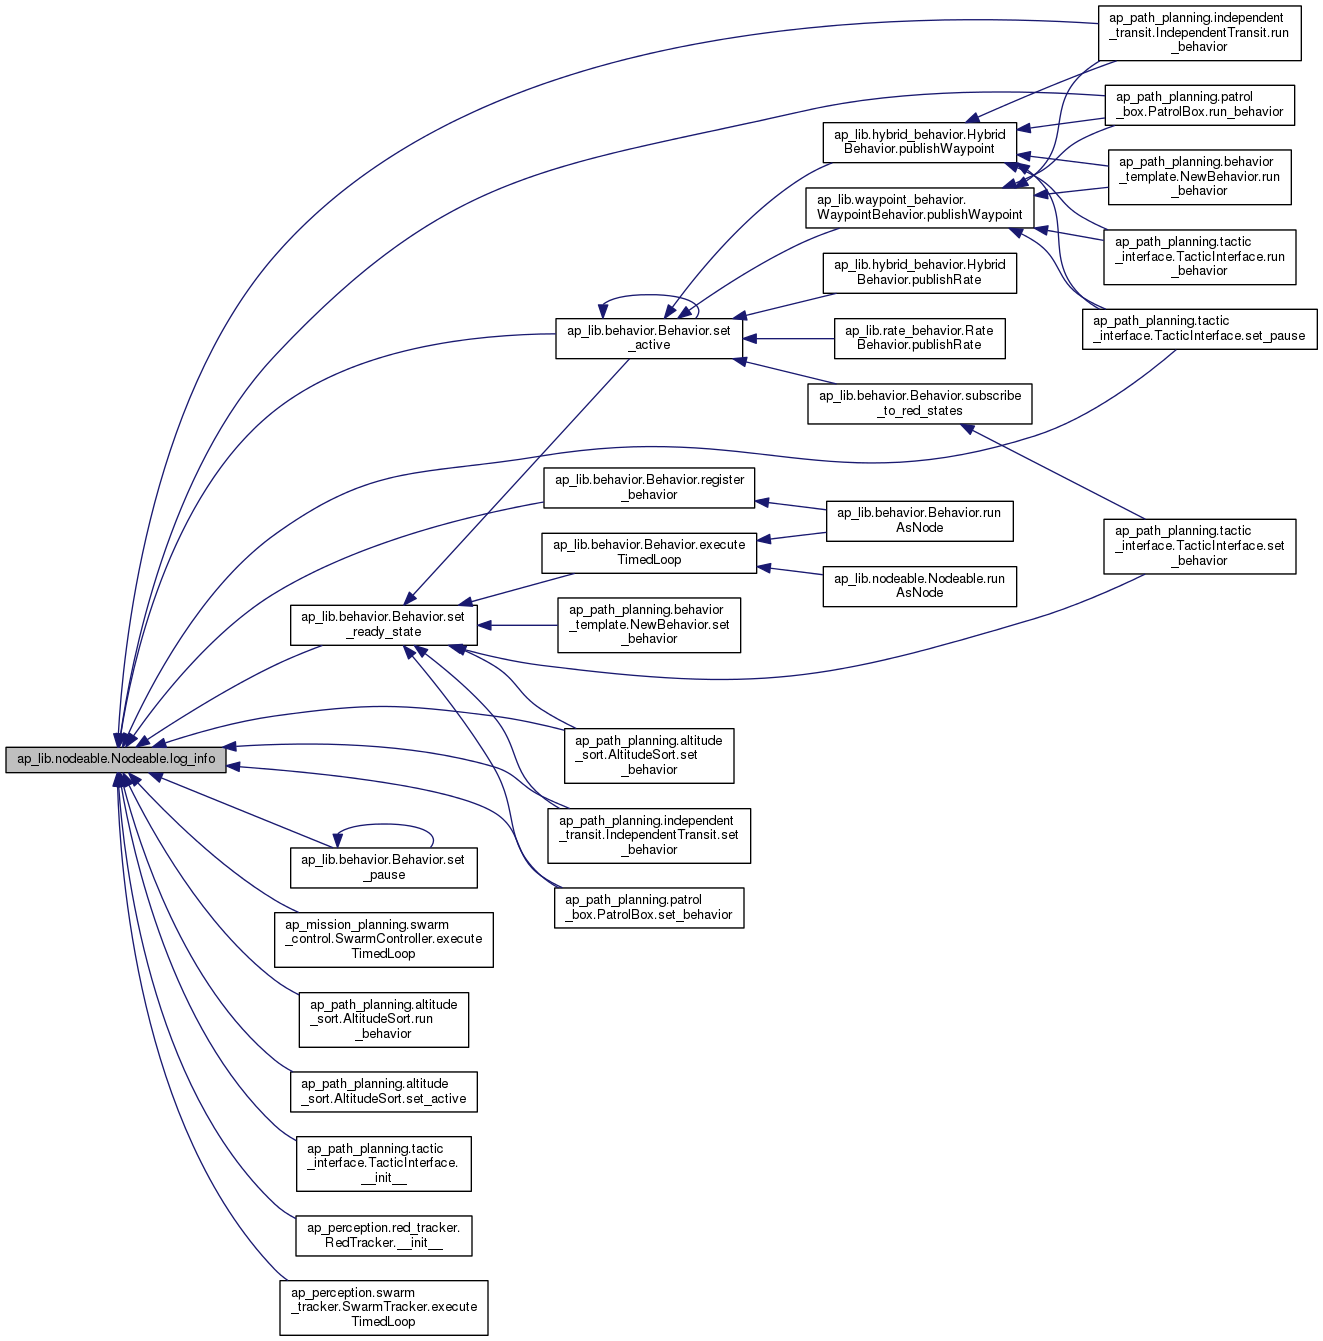 ap_path_planning.independent
_transit.IndependentTransit.run
_behavior
ap_path_planning.patrol
_box.PatrolBox.run_behavior
ap_lib.hybrid_behavior.Hybrid
Behavior.publishWaypoint
ap_path_planning.behavior
_template.NewBehavior.run
_behavior
ap_lib.waypoint_behavior.
WaypointBehavior.publishWaypoint
ap_path_planning.tactic
_interface.TacticInterface.run
_behavior
ap_lib.hybrid_behavior.Hybrid
Behavior.publishRate
ap_path_planning.tactic
_interface.TacticInterface.set_pause
ap_lib.behavior.Behavior.set
_active
ap_lib.rate_behavior.Rate
Behavior.publishRate
ap_lib.behavior.Behavior.subscribe
_to_red_states
ap_lib.behavior.Behavior.register
_behavior
ap_lib.behavior.Behavior.run
AsNode
ap_path_planning.tactic
_interface.TacticInterface.set
_behavior
ap_lib.behavior.Behavior.execute
TimedLoop
ap_lib.nodeable.Nodeable.run
AsNode
ap_lib.behavior.Behavior.set
_ready_state
ap_path_planning.behavior
_template.NewBehavior.set
_behavior
ap_lib.nodeable.Nodeable.log_info
ap_path_planning.altitude
_sort.AltitudeSort.set
_behavior
ap_path_planning.independent
_transit.IndependentTransit.set
_behavior
ap_lib.behavior.Behavior.set
_pause
ap_path_planning.patrol
_box.PatrolBox.set_behavior
ap_mission_planning.swarm
_control.SwarmController.execute
TimedLoop
ap_path_planning.altitude
_sort.AltitudeSort.run
_behavior
ap_path_planning.altitude
_sort.AltitudeSort.set_active
ap_path_planning.tactic
_interface.TacticInterface.
__init__
ap_perception.red_tracker.
RedTracker.__init__
ap_perception.swarm
_tracker.SwarmTracker.execute
TimedLoop